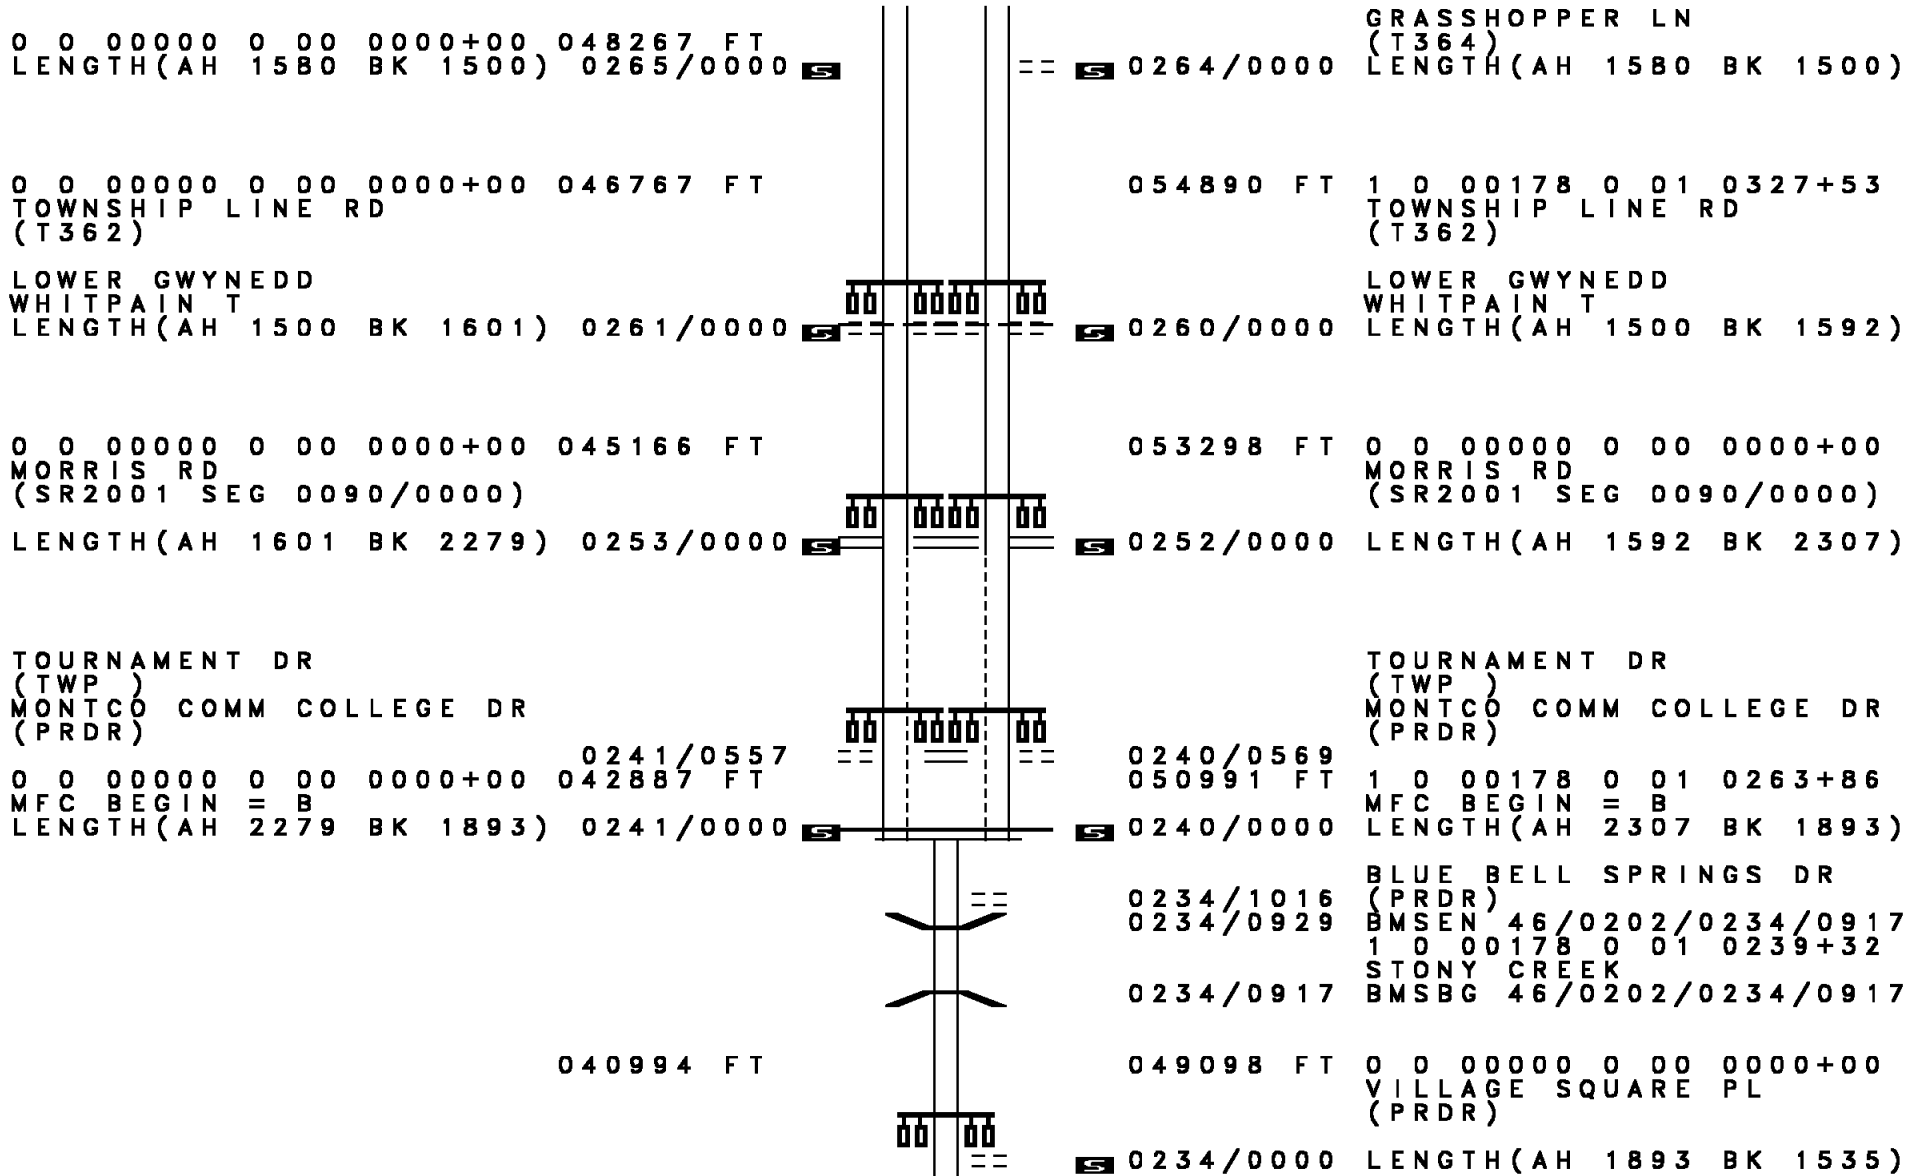 GRASSHOPPER LN
0 0 00000 0 00 0000+00 048267 FT (T364)
LENGTH(AH 1580 BK 1500) 0265/0000 S S 0264/0000 LENGTH(AH 1580 BK 1500)
0 0 00000 0 00 0000+00 046767 FT 054890 FT 1 0 00178 0 01 0327+53
TOWNSHIP LINE RD TOWNSHIP LINE RD
(T362) (T362)
LOWER GWYNEDD LOWER GWYNEDD
WHITPAIN T WHITPAIN T
LENGTH(AH 1500 BK 1601) 0261/0000 S S 0260/0000 LENGTH(AH 1500 BK 1592)
0 0 00000 0 00 0000+00 045166 FT 053298 FT 0 0 00000 0 00 0000+00
MORRIS RD MORRIS RD
(SR2001 SEG 0090/0000) (SR2001 SEG 0090/0000)
LENGTH(AH 1601 BK 2279) 0253/0000 S S 0252/0000 LENGTH(AH 1592 BK 2307)
TOURNAMENT DR TOURNAMENT DR
(TWP ) (TWP )
MONTCO COMM COLLEGE DR MONTCO COMM COLLEGE DR
(PRDR) (PRDR)
0241/0557 0240/0569
0 0 00000 0 00 0000+00 042887 FT 050991 FT 1 0 00178 0 01 0263+86
MFC BEGIN = B MFC BEGIN = B
LENGTH(AH 2279 BK 1893) 0241/0000 S S 0240/0000 LENGTH(AH 2307 BK 1893)
BLUE BELL SPRINGS DR
0234/1016 (PRDR)
0234/0929 BMSEN 46/0202/0234/0917
1 0 00178 0 01 0239+32
STONY CREEK
0234/0917 BMSBG 46/0202/0234/0917
040994 FT 049098 FT 0 0 00000 0 00 0000+00
VILLAGE SQUARE PL
(PRDR)
S 0234/0000 LENGTH(AH 1893 BK 1535)